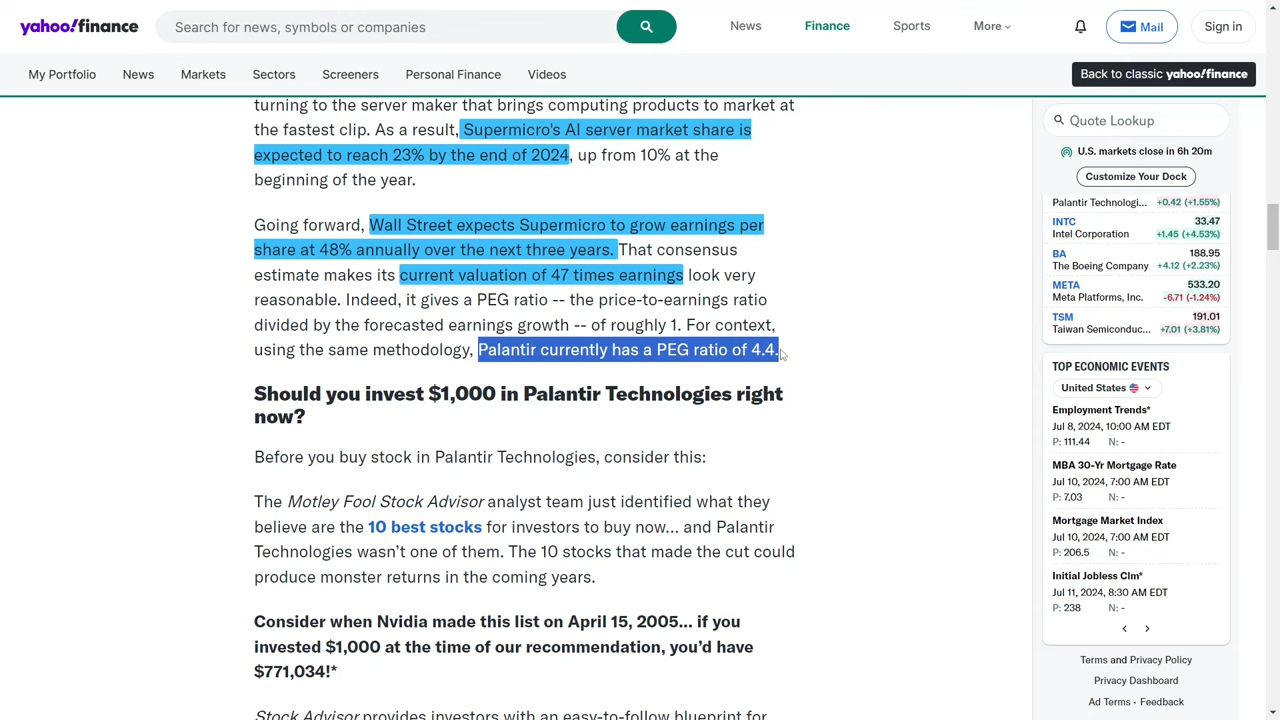 yahoo!finance
Search for news, symbols or companies
News
Finance
Sports
More
Mail
Sign in
My Portfolio
News
Markets
Sectors
Screeners
Personal Finance
Videos
Back to classic yahoo!finance
turning to the server maker that brings computing products to market at
the fastest clip. As a result, Supermicro's AI server market share is
expected to reach 23% by the end of 2024, up from 10% at the
beginning of the year.
Going forward, Wall Street expects Supermicro to grow earnings per
share at 48% annually over the next three years. That consensus
estimate makes its current valuation of 47 times earnings look very
reasonable. Indeed, it gives a PEG ratio -- the price-to-earnings ratio
divided by the forecasted earnings growth -- of roughly 1. For context,
using the same methodology, Palantir currently has a PEG ratio of 4.4.
Should you invest $1,000 in Palantir Technologies right
now?
Before you buy stock in Palantir Technologies, consider this:
The Motley Fool Stock Advisor analyst team just identified what they
believe are the 10 best stocks for investors to buy now… and Palantir
Technologies wasn’t one of them. The 10 stocks that made the cut could
produce monster returns in the coming years.
Consider when Nvidia made this list on April 15, 2005... if you
invested $1,000 at the time of our recommendation, you’d have
$771,034!*
Stock Advisor provides investors with an easy-to-follow blueprint for
Quote Lookup
U.S. markets close in 6h 20m
Customize Your Dock
Palantir Technologi... +0.42 (+1.55%)
INTC 33.47
Intel Corporation +1.45 (+4.53%)
BA 188.95
The Boeing Company +4.12 (+2.23%)
META 533.20
Meta Platforms, Inc. -6.71 (-1.24%)
TSM 191.01
Taiwan Semiconduc... +7.01 (+3.81%)
TOP ECONOMIC EVENTS
United States
Employment Trends*
Jul 8, 2024, 10:00 AM EDT
P: 111.44 N: -
MBA 30-Yr Mortgage Rate
Jul 10, 2024, 7:00 AM EDT
P: 7.03 N: -
Mortgage Market Index
Jul 10, 2024, 7:00 AM EDT
P: 206.5 N: -
Initial Jobless Clm*
Jul 11, 2024, 8:30 AM EDT
P: 238 N: -
Terms and Privacy Policy
Privacy Dashboard
Ad Terms · Feedback